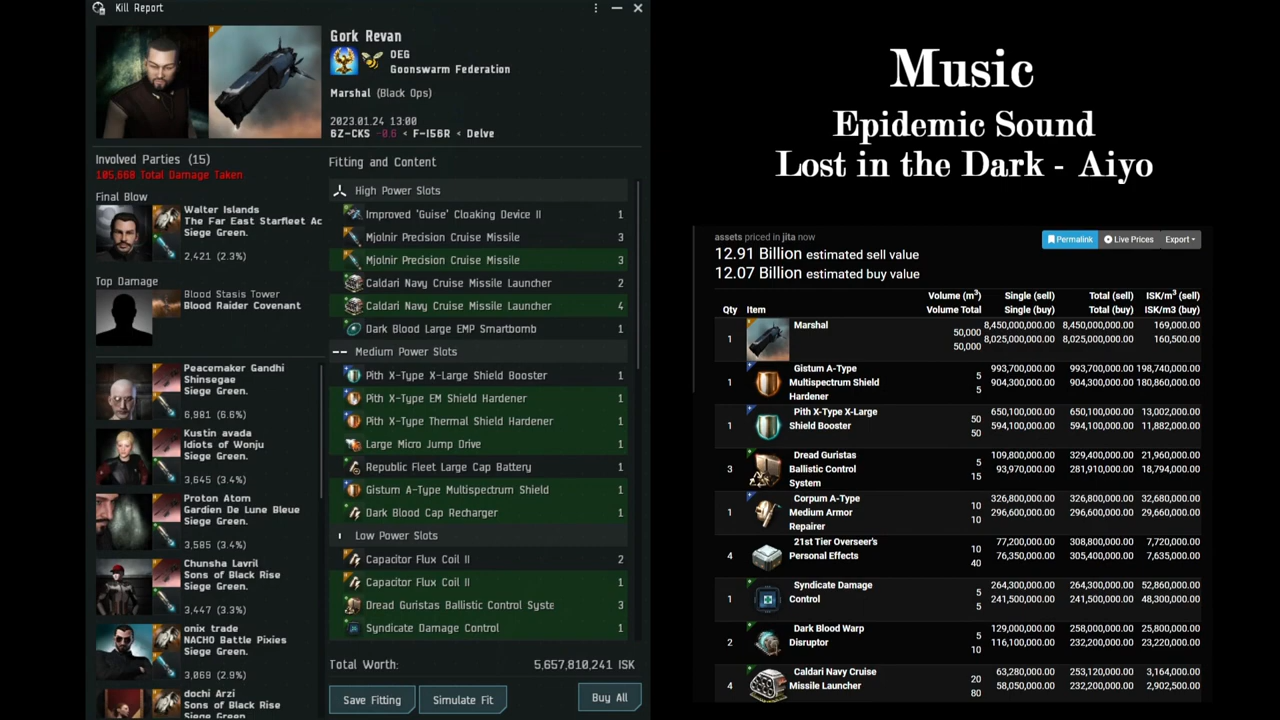 Kill Report
Gork Revan
OEG
Goonswarm Federation
Marshal (Black Ops)
2023.01.24 13:00
6Z-CKS -0.6 < F-I56R < Delve
Involved Parties (15)
105,660 Total Damage Taken
Final Blow
Walter Islands
The Far East Starfleet Ac
Siege Green.
2,421 (2.3%)
Top Damage
Blood Stasis Tower
Blood Raider Covenant
Peacemaker Gandhi
Shinsegae
Siege Green.
6,981 (6.6%)
Kustin avada
Idiots of Wonju
Siege Green.
3,645 (3.4%)
Proton Atom
Gardien De Lune Bleue
Siege Green.
3,585 (3.4%)
Chunsha Lavril
Sons of Black Rise
Siege Green.
3,447 (3.3%)
onix trade
NACHO Battle Pixies
Siege Green.
3,069 (2.9%)
dochi Arzi
Sons of Black Rise
Siege Green.
Fitting and Content
High Power Slots
Improved 'Guise' Cloaking Device II 1
Mjolnir Precision Cruise Missile 3
Mjolnir Precision Cruise Missile 3
Caldari Navy Cruise Missile Launcher 2
Caldari Navy Cruise Missile Launcher 4
Dark Blood Large EMP Smartbomb 1
Medium Power Slots
Pith X-Type X-Large Shield Booster 1
Pith X-Type EM Shield Hardener 1
Pith X-Type Thermal Shield Hardener 1
Large Micro Jump Drive 1
Republic Fleet Large Cap Battery 1
Gistum A-Type Multispectrum Shield 1
Dark Blood Cap Recharger 1
Low Power Slots
Capacitor Flux Coil II 2
Capacitor Flux Coil II 1
Dread Guristas Ballistic Control Syste 3
Syndicate Damage Control 1
Total Worth: 5,657,810,241 ISK
Save Fitting
Simulate Fit
Buy All
Music
Epidemic Sound
Lost in the Dark - Aiyo
assets priced in jita now
Permalink
Live Prices
Export
12.91 Billion estimated sell value
12.07 Billion estimated buy value
Volume (m³) Single (sell) Total (sell) ISK/m³ (sell)
Qty Item Volume Total Single (buy) Total (buy) ISK/m3 (buy)
Marshal 8,450,000,000.00 8,450,000,000.00 169,000.00
1 50,000 8,025,000,000.00 8,025,000,000.00 160,500.00
50,000
Gistum A-Type 993,700,000.00 993,700,000.00 198,740,000.00
1 Multispectrum Shield 5 904,300,000.00 904,300,000.00 180,860,000.00
Hardener 5
Pith X-Type X-Large 650,100,000.00 650,100,000.00 13,002,000.00
1 Shield Booster 50 594,100,000.00 594,100,000.00 11,882,000.00
50
Dread Guristas 109,800,000.00 329,400,000.00 21,960,000.00
3 Ballistic Control 5 93,970,000.00 281,910,000.00 18,794,000.00
System 15
Corpum A-Type 326,800,000.00 326,800,000.00 32,680,000.00
1 Medium Armor 10 296,600,000.00 296,600,000.00 29,660,000.00
Repairer 10
21st Tier Overseer's 77,200,000.00 308,800,000.00 7,720,000.00
4 Personal Effects 10 76,350,000.00 305,400,000.00 7,635,000.00
40
Syndicate Damage 264,300,000.00 264,300,000.00 52,860,000.00
1 Control 5 241,500,000.00 241,500,000.00 48,300,000.00
5
Dark Blood Warp 129,000,000.00 258,000,000.00 25,800,000.00
2 Disruptor 5 116,100,000.00 232,200,000.00 23,220,000.00
10
Caldari Navy Cruise 63,280,000.00 253,120,000.00 3,164,000.00
4 Missile Launcher 20 58,050,000.00 232,200,000.00 2,902,500.00
80